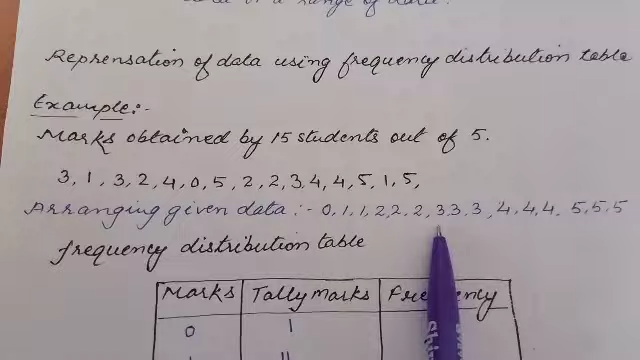 Reprensation of data using frequency distribution table
Example:-
Marks obtained by 15 students out of 5.
3, 1, 3, 2, 4, 0, 5, 2, 2, 3, 4, 4, 5, 1, 5,
Arranging given data:- 0, 1, 1, 2, 2, 2, 3, 3, 3, 4, 4, 4, 5, 5, 5
frequency distribution table
Marks Tally marks Frequency
0 |